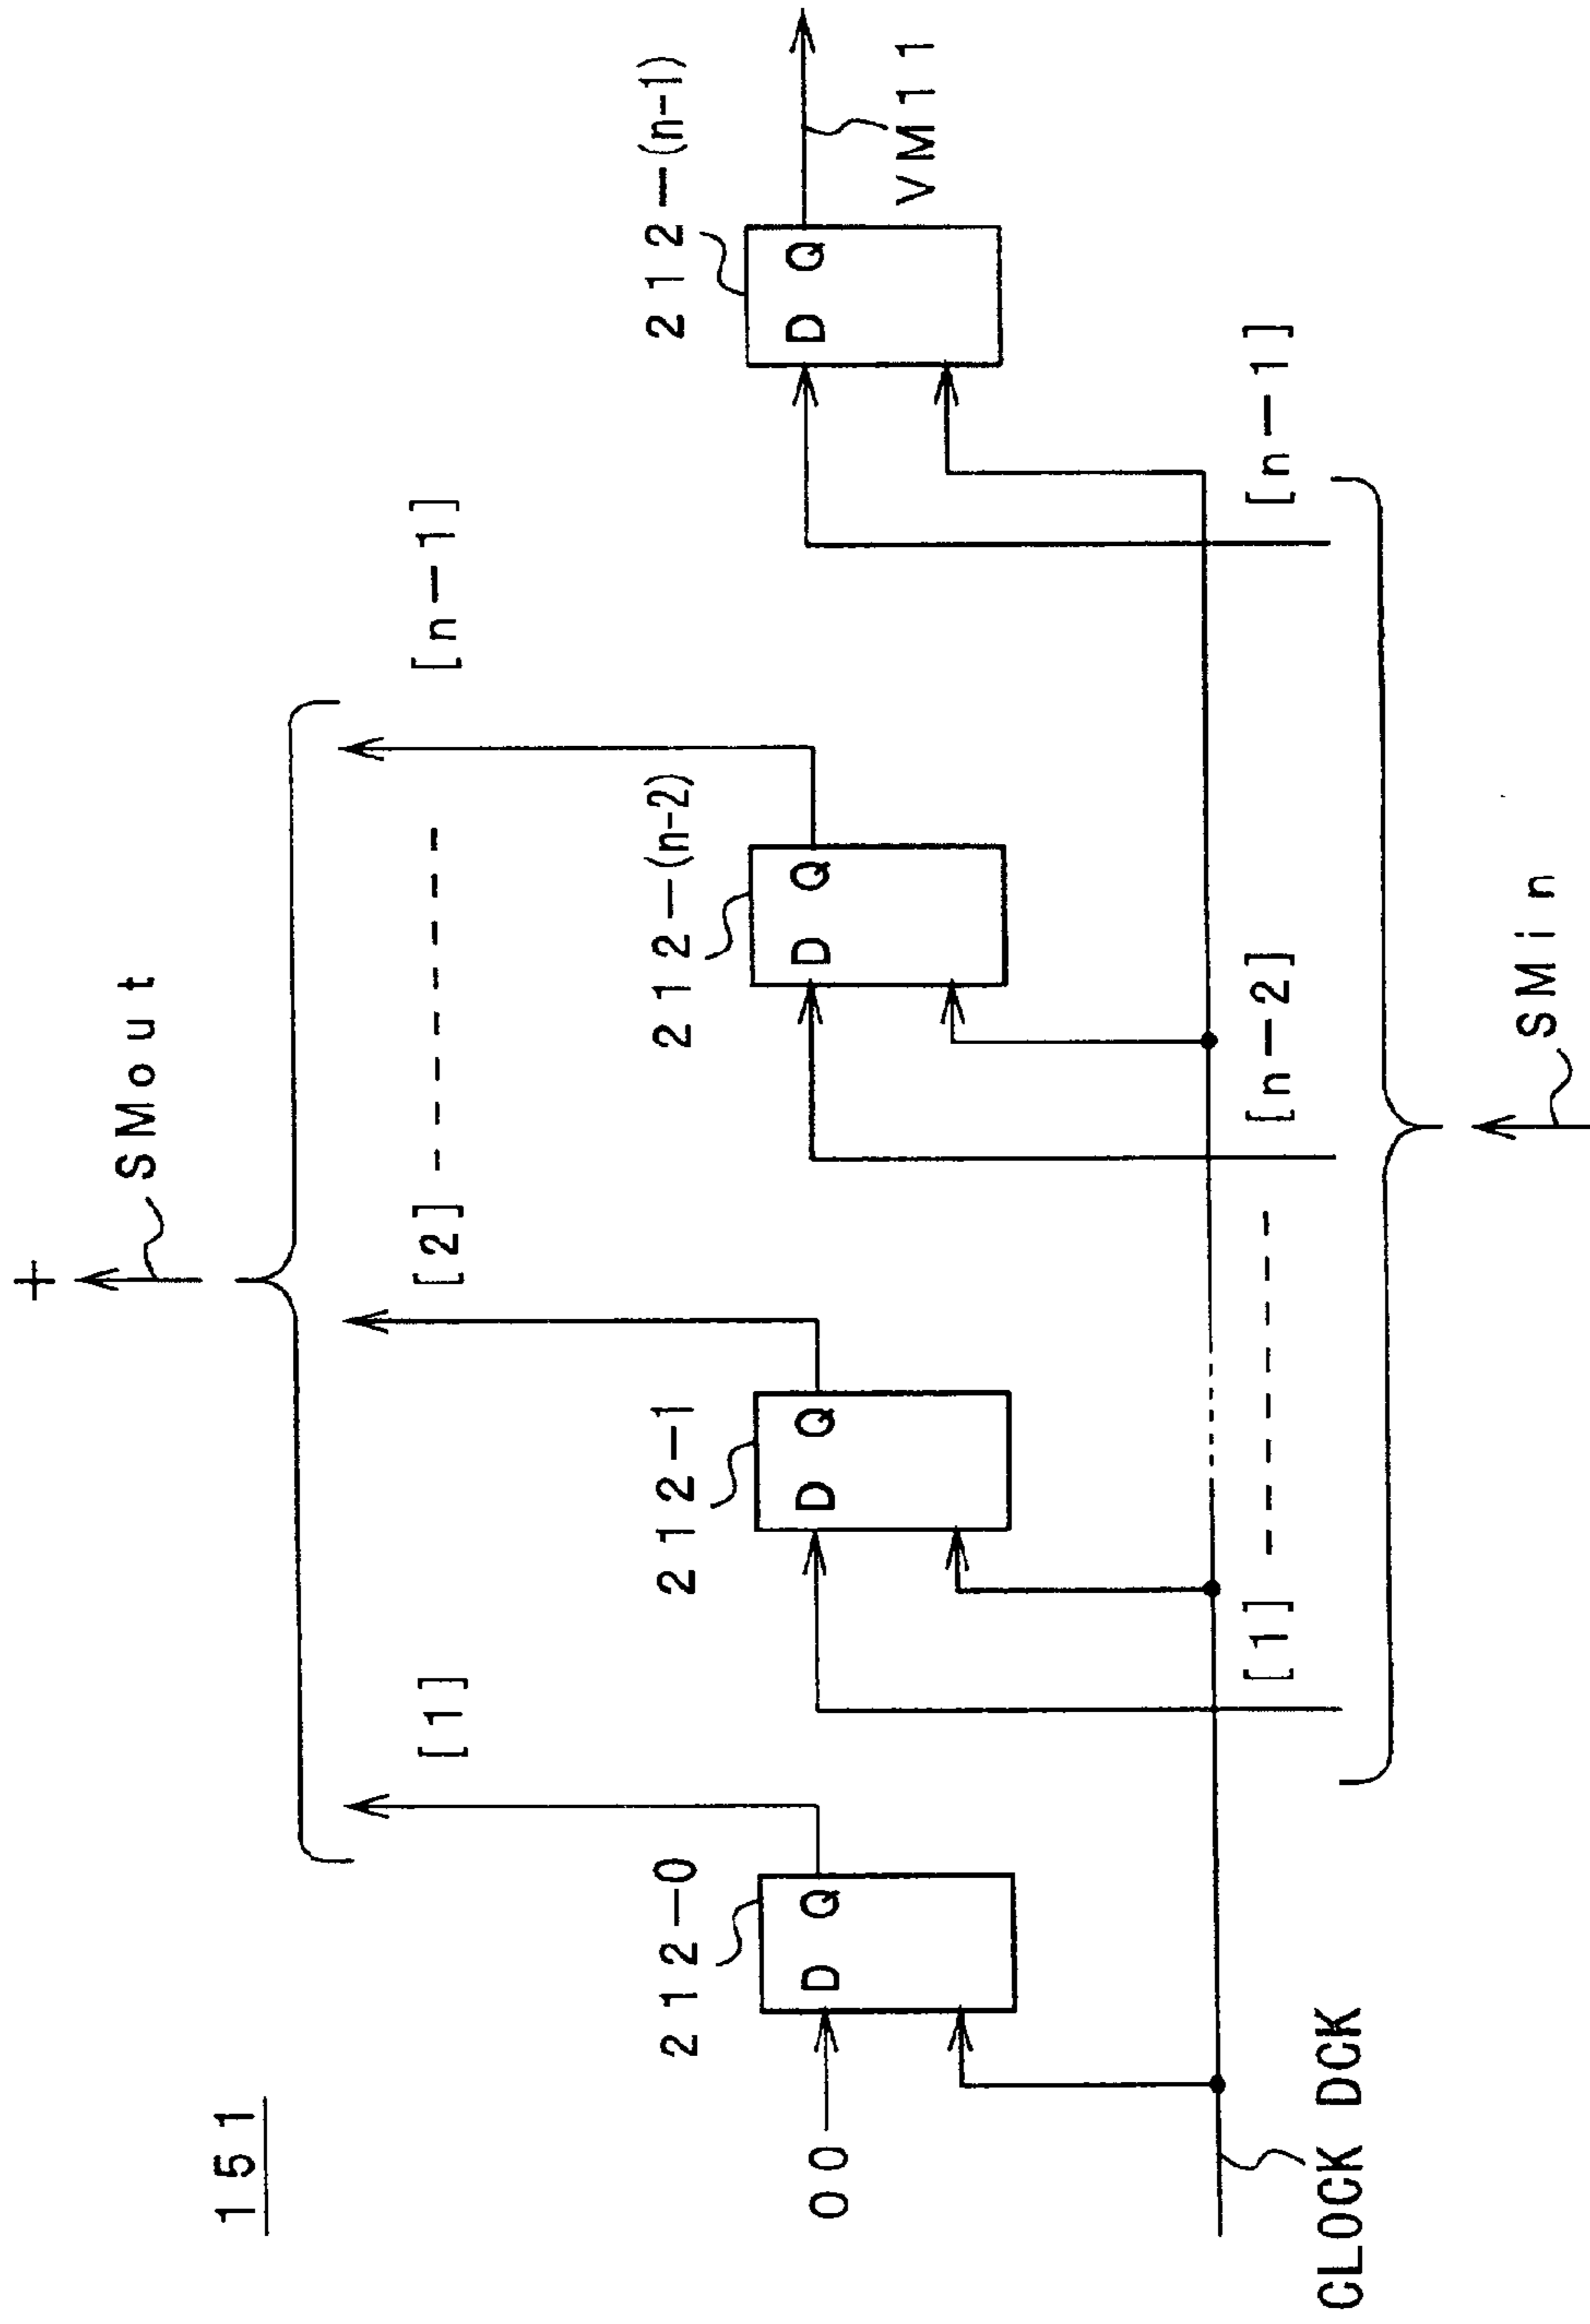 151
+
SMout
[1]
[2] - - - - - - - -
[n-1]
212-0
212-1
212-(n-2)
212-(n-1)
00
D Q
D Q
D Q
D Q
VM11
[1] - - - - - - - -
[n-2]
[n-1]
CLOCK DCK
SMin